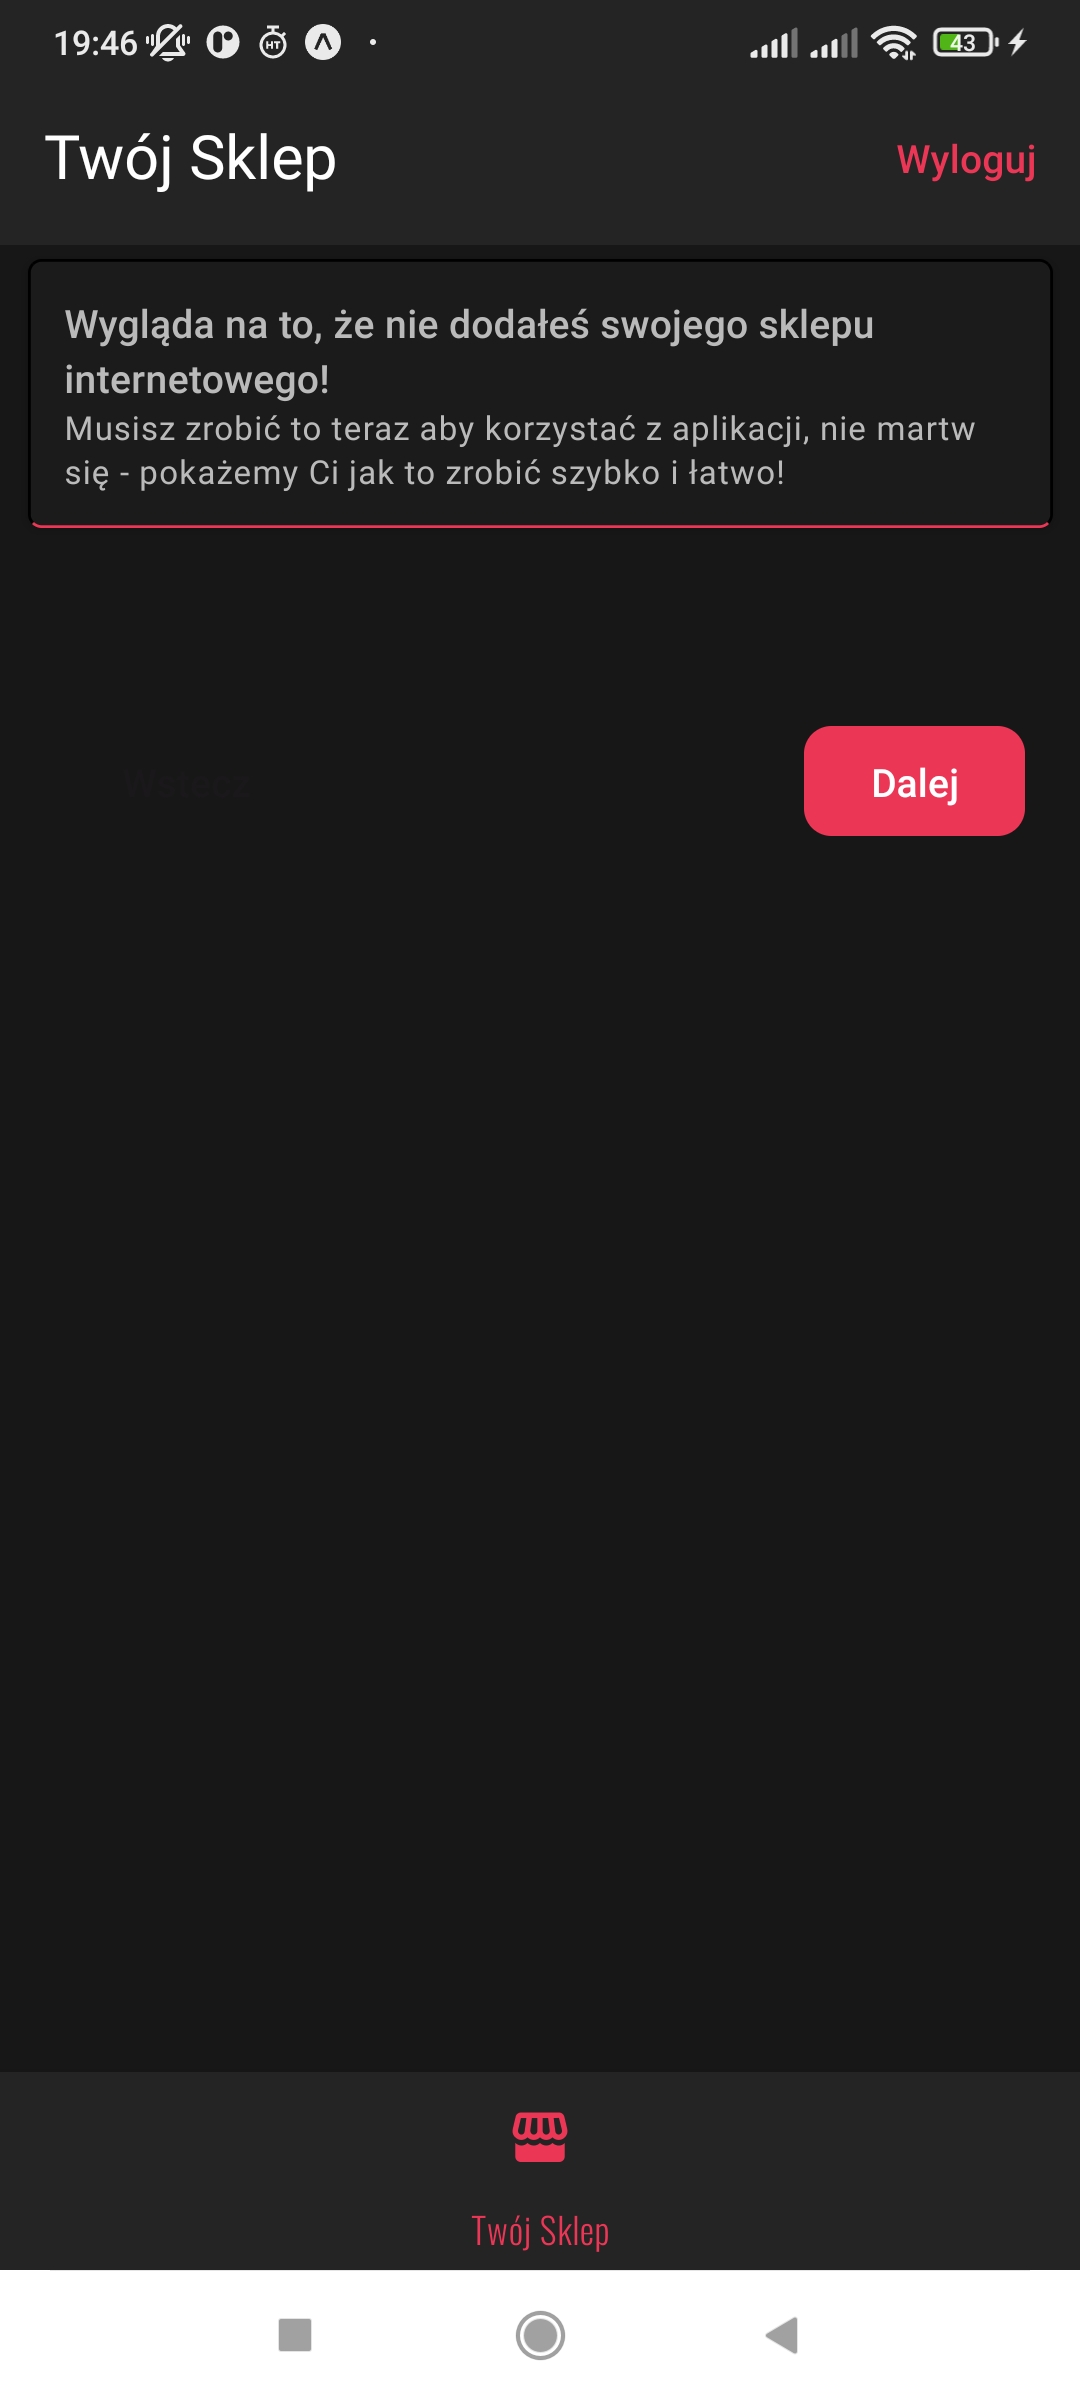 19:46
HT
43
Twój Sklep
Wyloguj
Wygląda na to, że nie dodałeś swojego sklepu
internetowego!
Musisz zrobić to teraz aby korzystać z aplikacji, nie martw
się - pokażemy Ci jak to zrobić szybko i łatwo!
Wstecz
Dalej
Twój Sklep